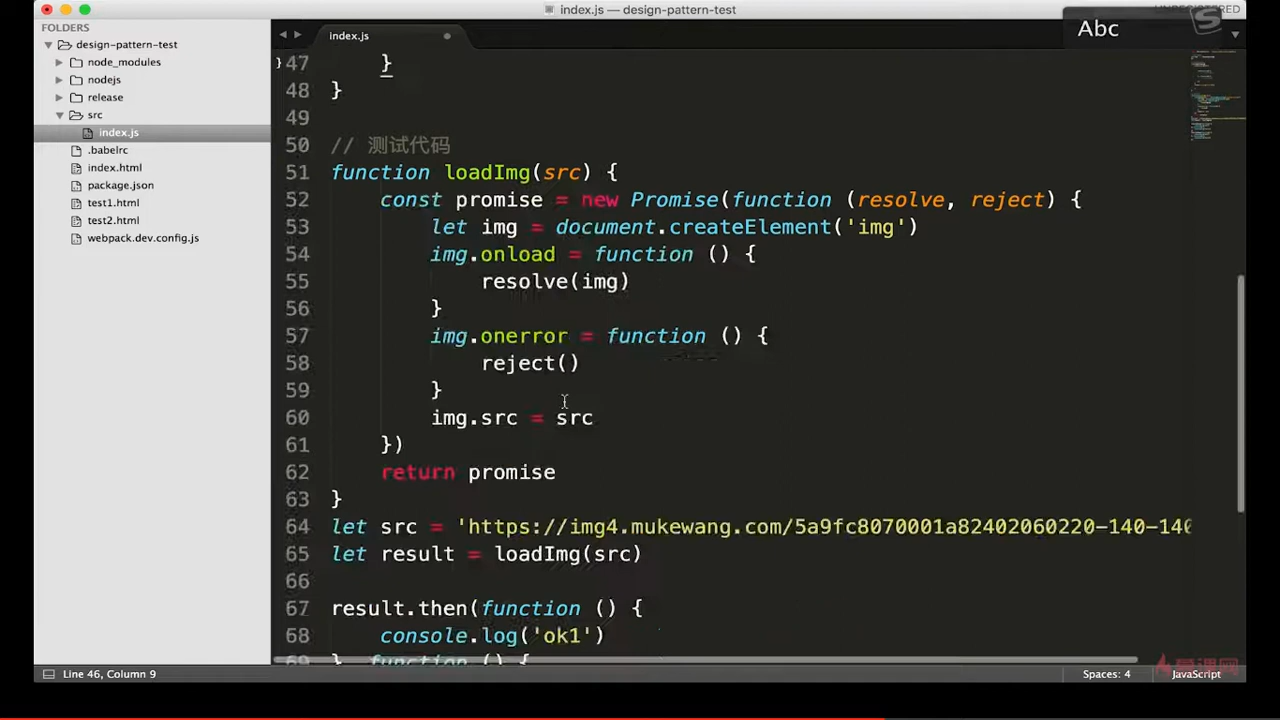 index.js — design-pattern-test
Abc
FOLDERS
design-pattern-test
node_modules
nodejs
release
src
index.js
.babelrc
index.html
package.json
test1.html
test2.html
webpack.dev.config.js
index.js
47 }
48 }
49
50 // 测试代码
51 function loadImg(src) {
52 const promise = new Promise(function (resolve, reject) {
53 let img = document.createElement('img')
54 img.onload = function () {
55 resolve(img)
56 }
57 img.onerror = function () {
58 reject()
59 }
60 img.src = src
61 })
62 return promise
63 }
64 let src = 'https://img4.mukewang.com/5a9fc8070001a82402060220-140-140
65 let result = loadImg(src)
66
67 result.then(function () {
68 console.log('ok1')
69 }, function () {
Line 46, Column 9
Spaces: 4
JavaScript